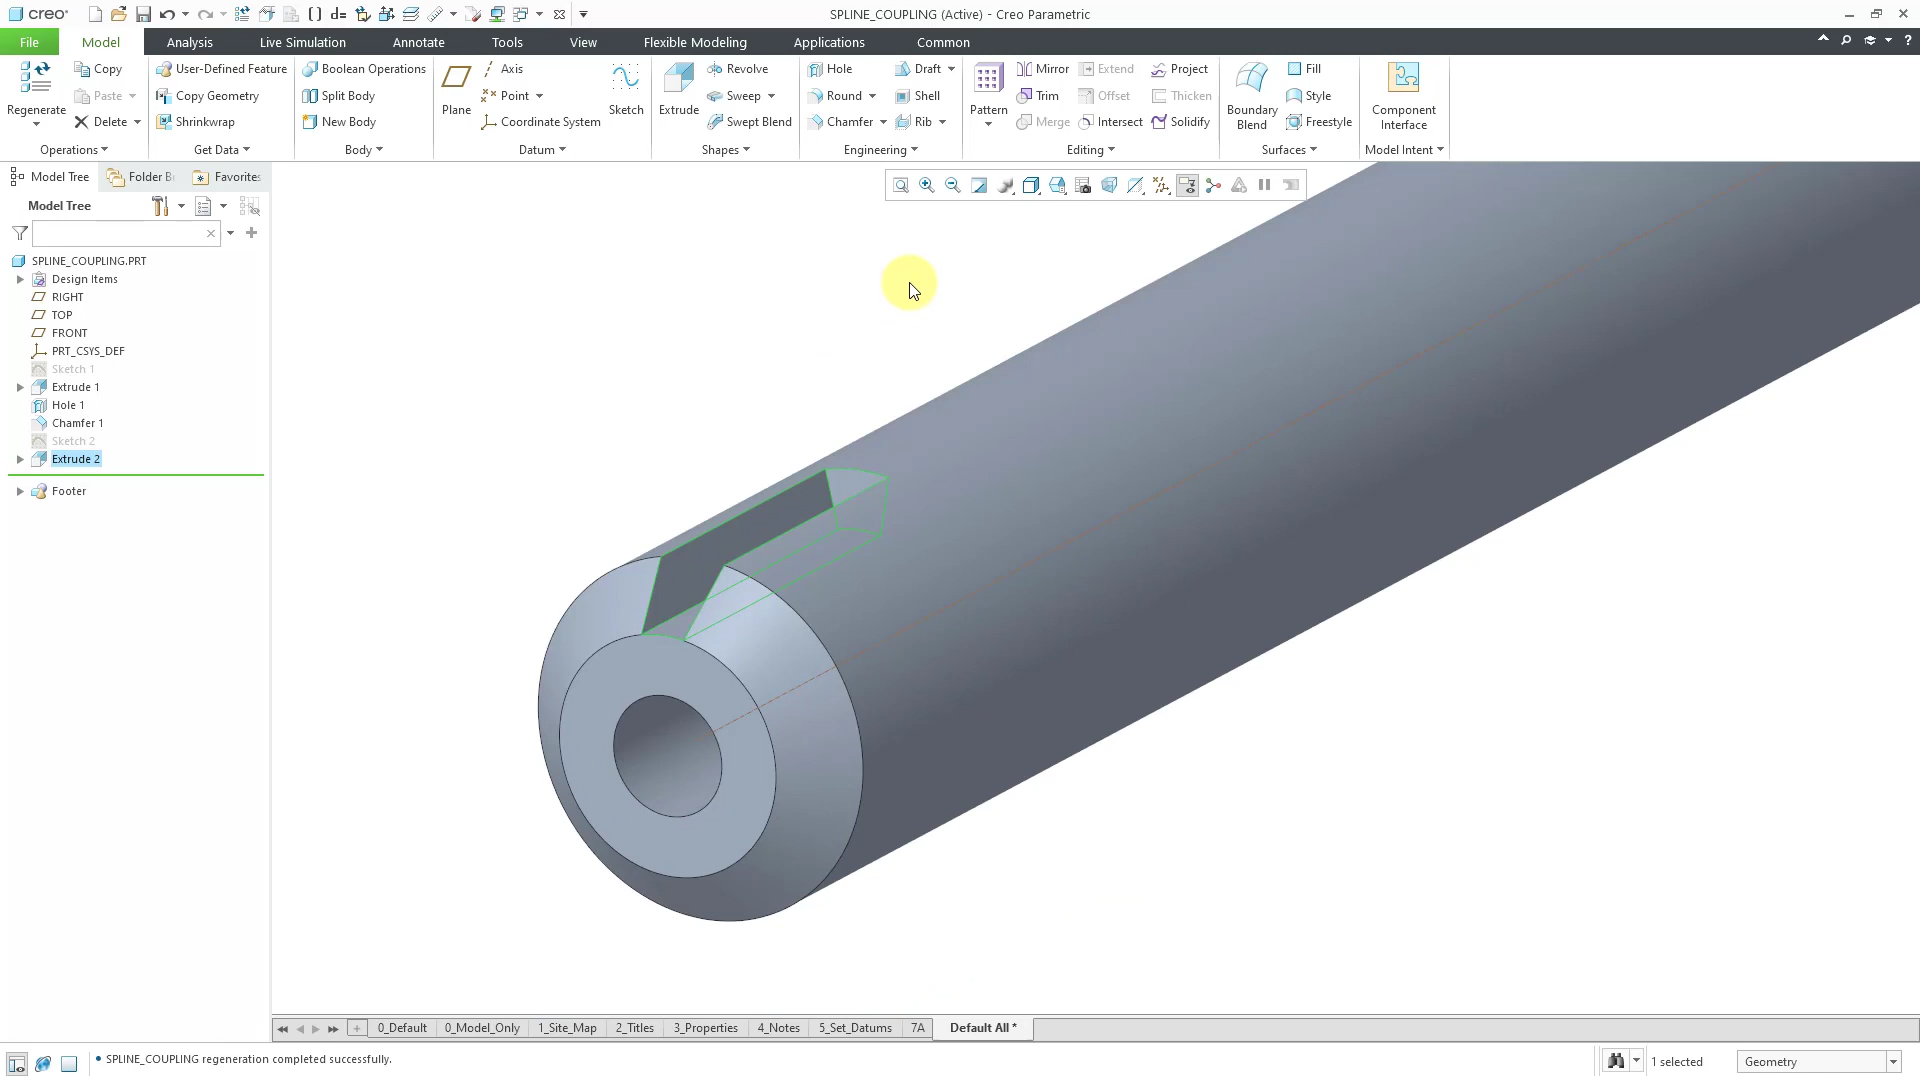 creo
SPLINE_COUPLING (Active) - Creo Parametric
File
Model
Analysis
Live Simulation
Annotate
Tools
View
Flexible Modeling
Applications
Common
Regenerate
Copy
Paste
Delete
Operations
User-Defined Feature
Copy Geometry
Shrinkwrap
Get Data
Boolean Operations
Split Body
New Body
Body
Plane
Axis
Point
Coordinate System
Sketch
Datum
Extrude
Revolve
Sweep
Swept Blend
Shapes
Hole
Round
Chamfer
Draft
Shell
Rib
Engineering
Pattern
Mirror
Trim
Merge
Extend
Offset
Intersect
Project
Thicken
Solidify
Editing
Boundary
Blend
Fill
Style
Freestyle
Surfaces
Component
Interface
Model Intent
Model Tree
Folder Br
Favorites
Model Tree
SPLINE_COUPLING.PRT
Design Items
RIGHT
TOP
FRONT
PRT_CSYS_DEF
Sketch 1
Extrude 1
Hole 1
Chamfer 1
Sketch 2
Extrude 2
Footer
0_Default
0_Model_Only
1_Site_Map
2_Titles
3_Properties
4_Notes
5_Set_Datums
7A
Default All *
SPLINE_COUPLING regeneration completed successfully.
1 selected
Geometry